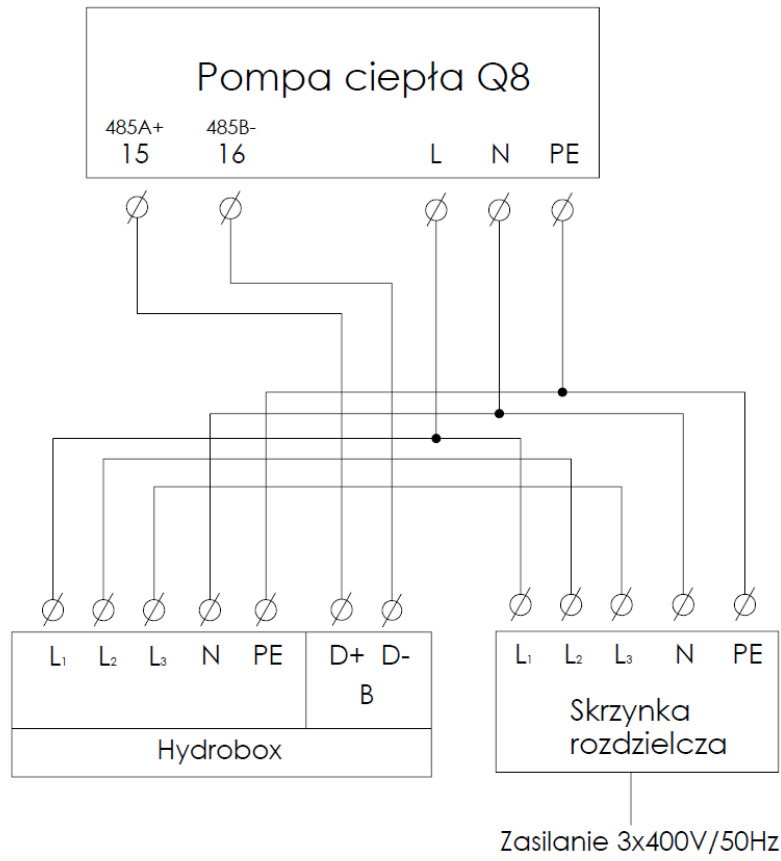 Pompa ciepła Q8
485A+ 485B-
15 16 L N PE
L₁ L₂ L₃ N PE D+ D-
B
Hydrobox
L₁ L₂ L₃ N PE
Skrzynka
rozdzielcza
Zasilanie 3x400V/50Hz